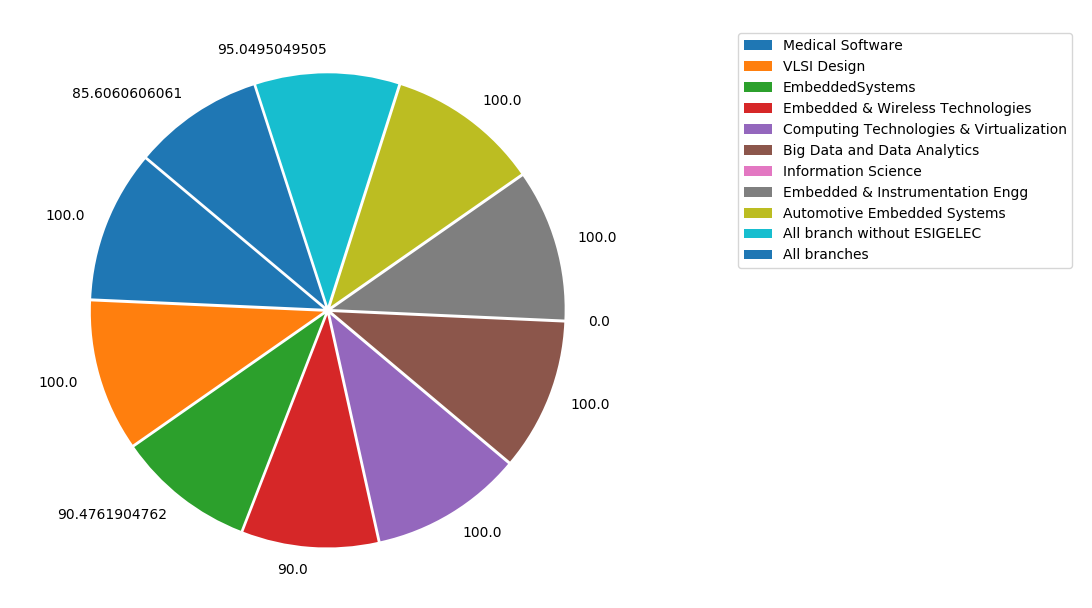 95.0495049505
85.6060606061
100.0
100.0
100.0
0.0
100.0
100.0
100.0
90.4761904762
90.0
Medical Software
VLSI Design
EmbeddedSystems
Embedded & Wireless Technologies
Computing Technologies & Virtualization
Big Data and Data Analytics
Information Science
Embedded & Instrumentation Engg
Automotive Embedded Systems
All branch without ESIGELEC
All branches